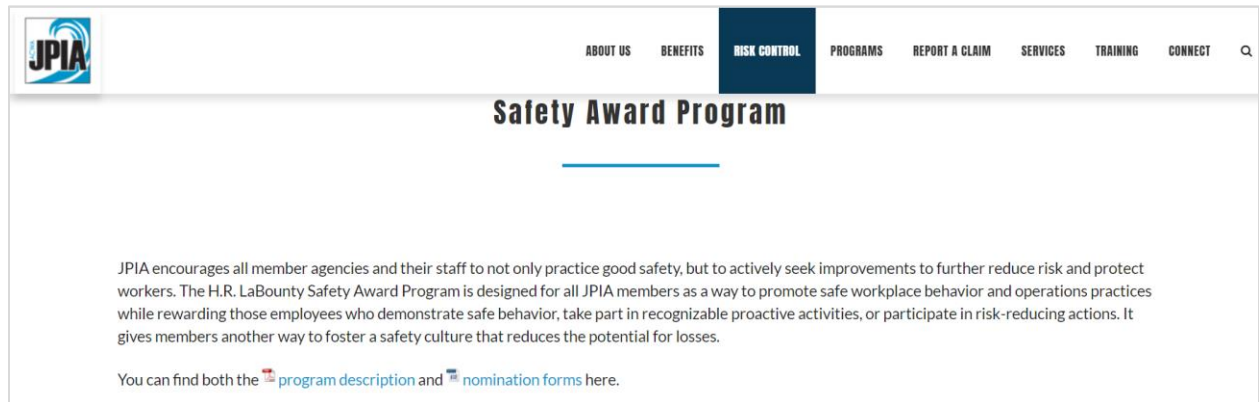 ACWA
JPIA
ABOUT US BENEFITS RISK CONTROL PROGRAMS REPORT A CLAIM SERVICES TRAINING CONNECT
Safety Award Program
JPIA encourages all member agencies and their staff to not only practice good safety, but to actively seek improvements to further reduce risk and protect
workers. The H.R. LaBounty Safety Award Program is designed for all JPIA members as a way to promote safe workplace behavior and operations practices
while rewarding those employees who demonstrate safe behavior, take part in recognizable proactive activities, or participate in risk-reducing actions. It
gives members another way to foster a safety culture that reduces the potential for losses.
You can find both the program description and nomination forms here.